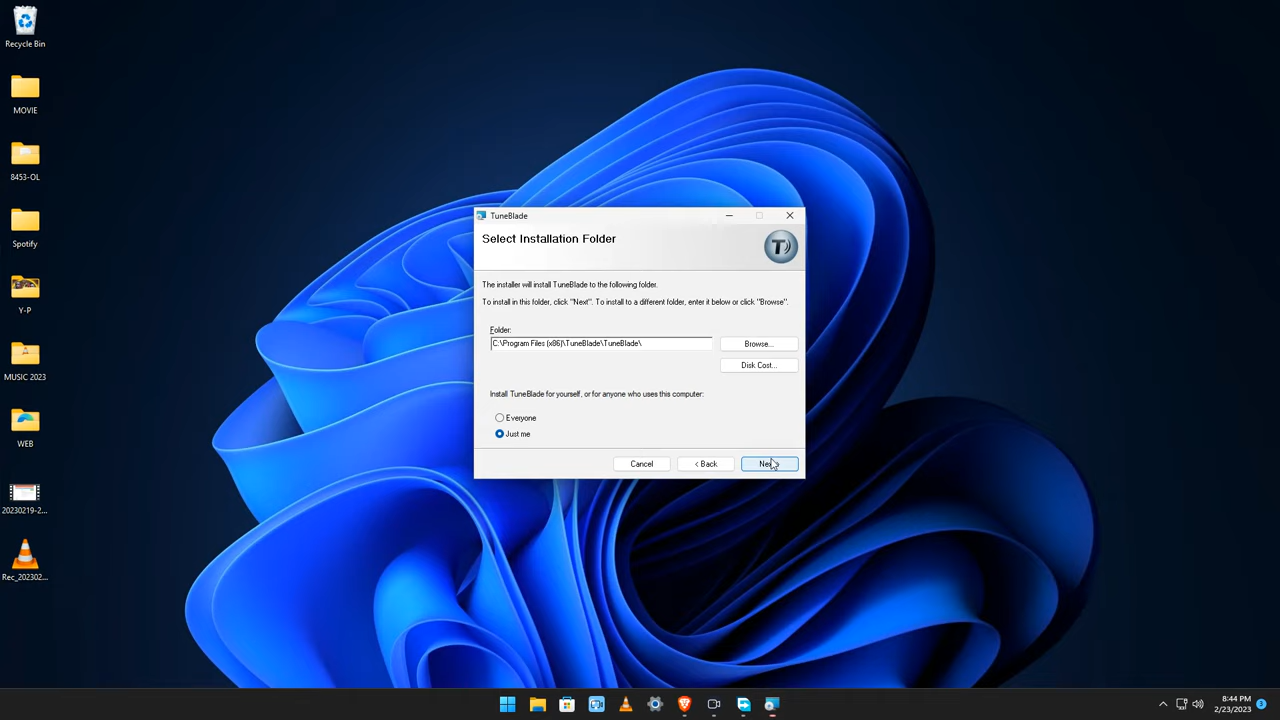 Recycle Bin
MOVIE
8453-OL
Spotify
Y-P
MUSIC 2023
WEB
20230219-2...
Rec_202302...
TuneBlade
Select Installation Folder
The installer will install TuneBlade to the following folder.
To install in this folder, click "Next". To install to a different folder, enter it below or click "Browse".
Folder:
C:\Program Files (x86)\TuneBlade\TuneBlade\
Browse...
Disk Cost...
Install TuneBlade for yourself, or for anyone who uses this computer:
Everyone
Just me
Cancel
< Back
8:44 PM
2/23/2023
3